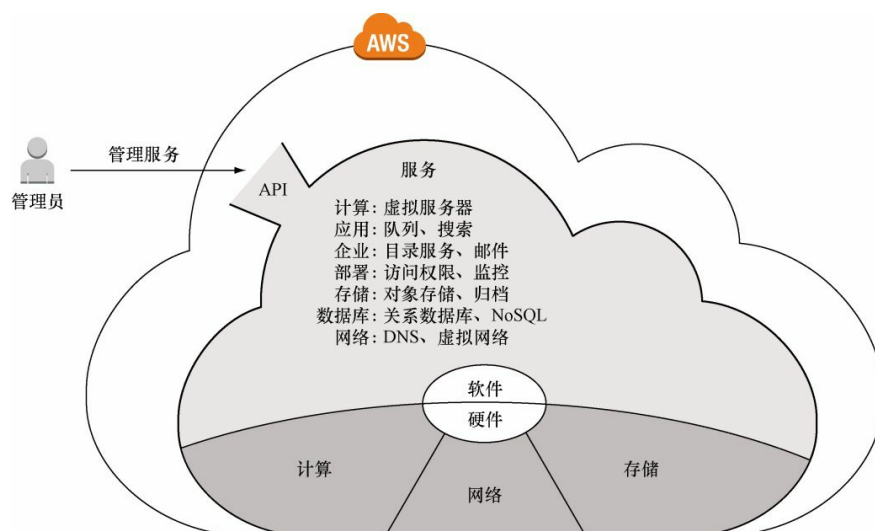 AWS
管理服务
管理员
API
服务
计算：虚拟服务器
应用：队列、搜索
企业：目录服务、邮件
部署：访问权限、监控
存储：对象存储、归档
数据库：关系数据库、NoSQL
网络：DNS、虚拟网络
软件
硬件
计算
网络
存储